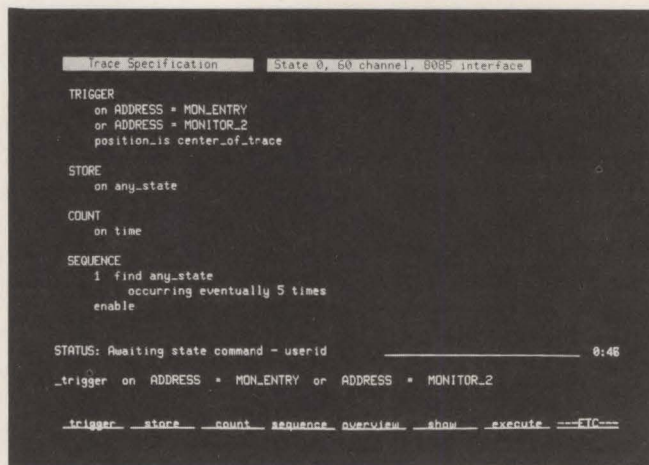 Trace Specification State 0, 60 channel, 8085 interface
TRIGGER
on ADDRESS = MON_ENTRY
or ADDRESS = MONITOR_2
position_is center_of_trace
STORE
on any_state
COUNT
on time
SEQUENCE
1 find any_state
occurring eventually 5 times
enable
STATUS: Awaiting state command - userid 0:46
_trigger on ADDRESS = MON_ENTRY or ADDRESS = MONITOR_2
trigger store count sequence overview show execute ---ETC---